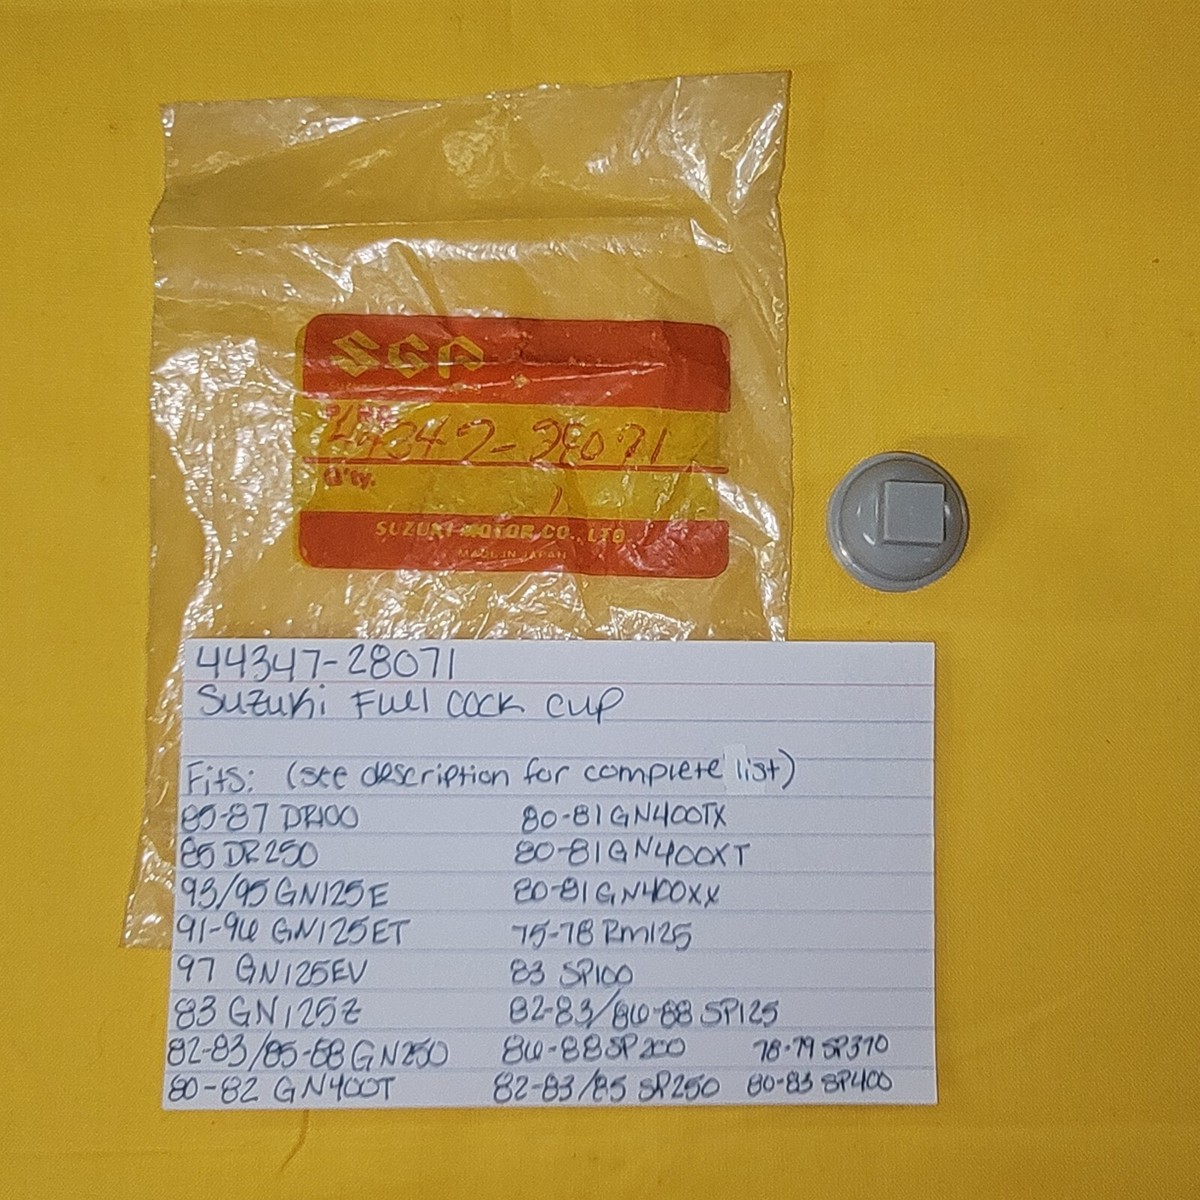 SGP
44347-28071
Q'ty.
1
SUZUKI MOTOR CO., LTD.
MADE IN JAPAN
44347-28071
Suzuki Fuel cock cup
Fits: (see description for complete list)
85-87 DR100 80-81 GN400TX
85 DR250 80-81 GN400XT
93/95 GN125E 80-81 GN400XX
91-96 GN125ET 75-78 RM125
97 GN125EV 83 SP100
83 GN125Z 82-83/86-88 SP125
82-83/85-88 GN250 86-88 SP200 78-79 SP370
80-82 GN400T 82-83/85 SP250 80-83 SP400